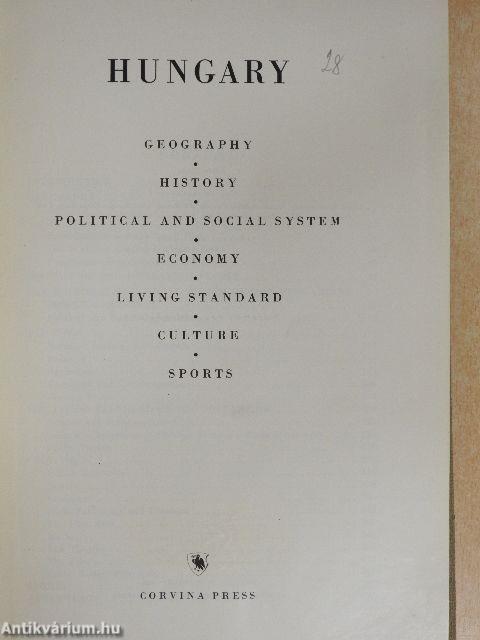 HUNGARY 28
GEOGRAPHY
•
HISTORY
•
POLITICAL AND SOCIAL SYSTEM
•
ECONOMY
•
LIVING STANDARD
•
CULTURE
•
SPORTS
CORVINA PRESS
Antikvárium.hu